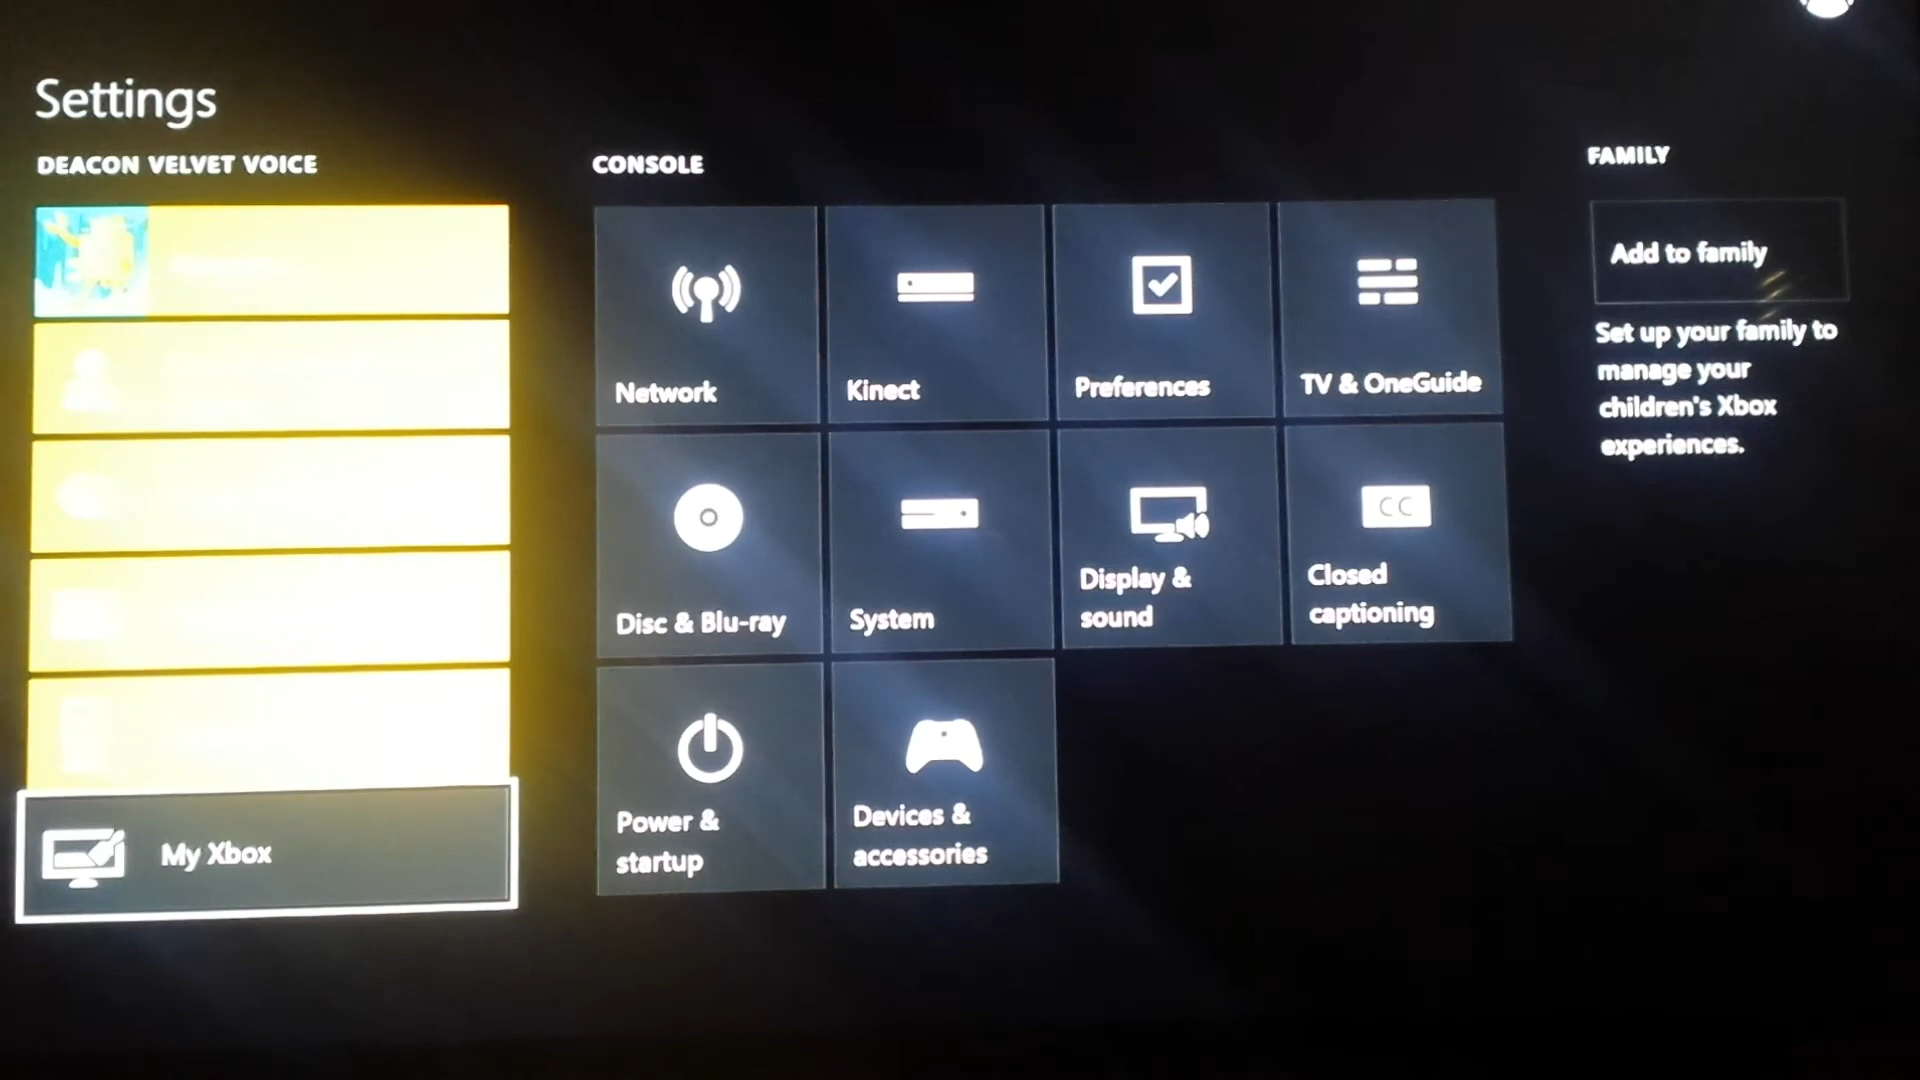 Settings
DEACON VELVET VOICE
My Xbox
CONSOLE
Network
Kinect
Preferences
TV & OneGuide
Disc & Blu-ray
System
Display &
sound
CC
Closed
captioning
Power &
startup
Devices &
accessories
FAMILY
Add to family
Set up your family to
manage your
children's Xbox
experiences.